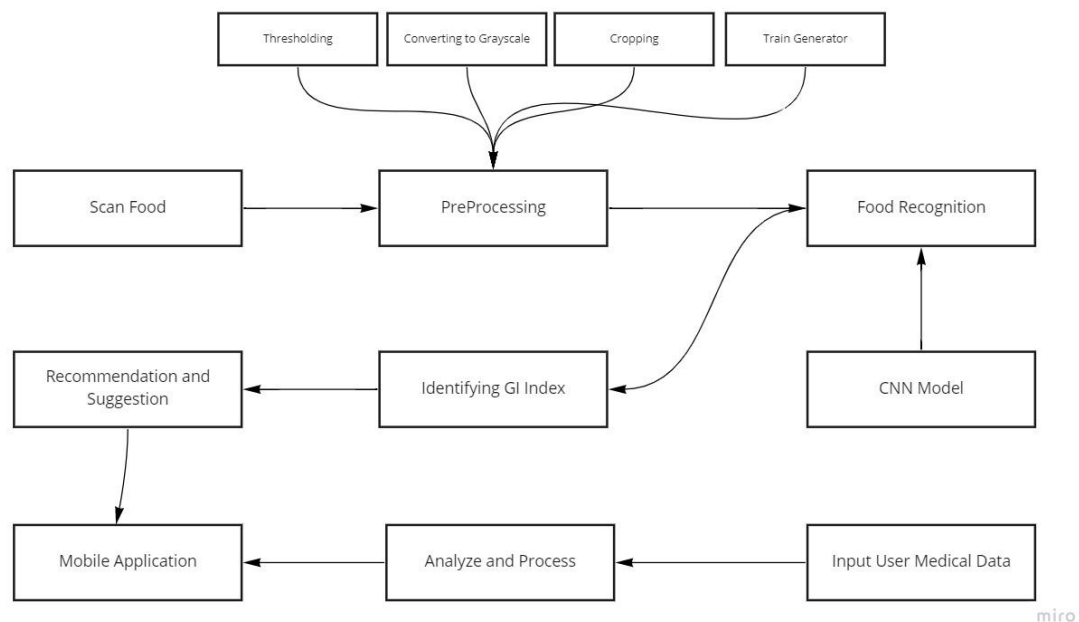 Thresholding
Converting to Grayscale
Cropping
Train Generator
Scan Food
PreProcessing
Food Recognition
Recommendation and
Suggestion
Identifying GI Index
CNN Model
Mobile Application
Analyze and Process
Input User Medical Data
miro